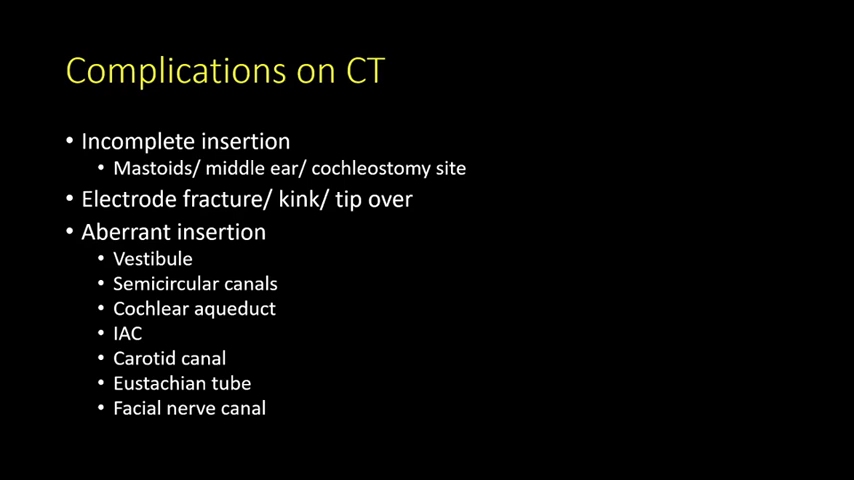 Complications on CT
• Incomplete insertion
• Mastoids/ middle ear/ cochleostomy site
• Electrode fracture/ kink/ tip over
• Aberrant insertion
• Vestibule
• Semicircular canals
• Cochlear aqueduct
• IAC
• Carotid canal
• Eustachian tube
• Facial nerve canal